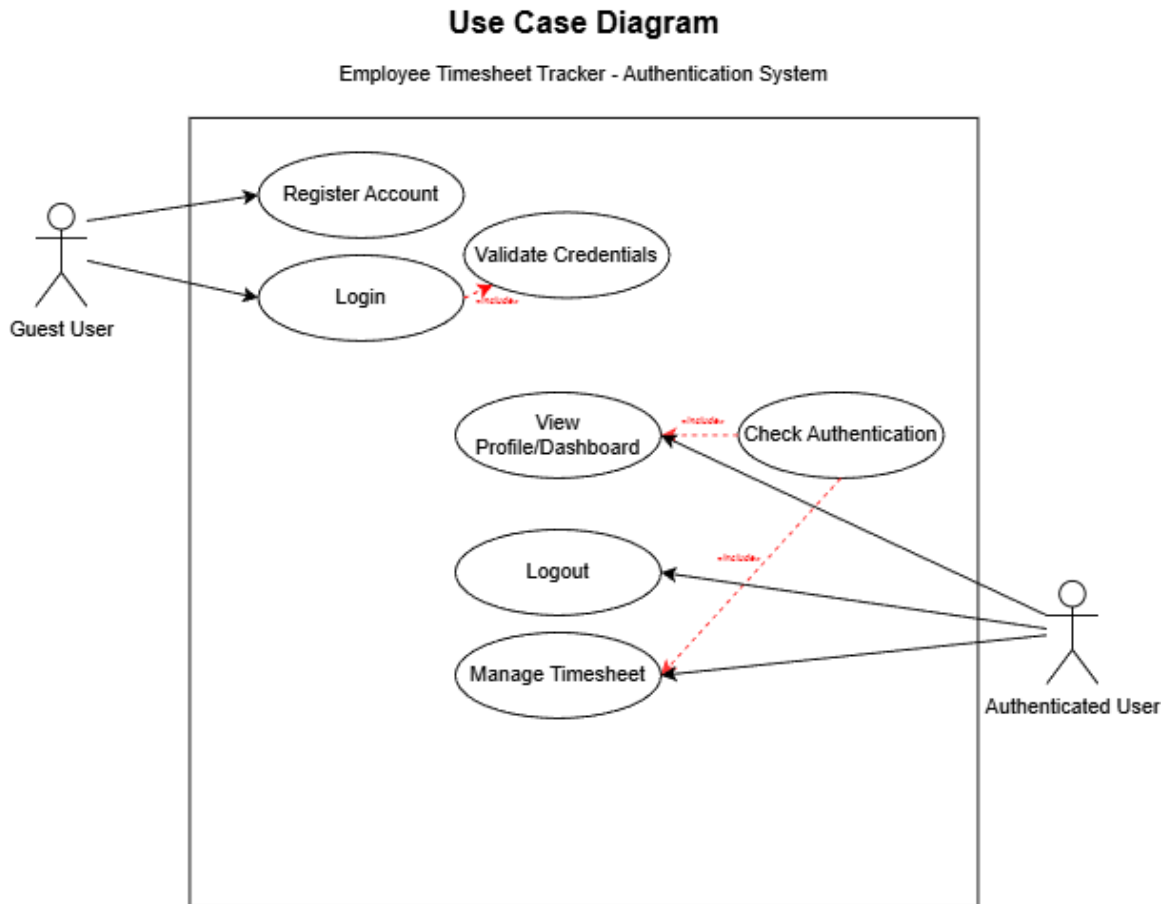 Use Case Diagram
Employee Timesheet Tracker - Authentication System
Register Account
Validate Credentials
Login
«include»
Guest User
View
Profile/Dashboard
«include»
Check Authentication
«include»
Logout
Manage Timesheet
Authenticated User